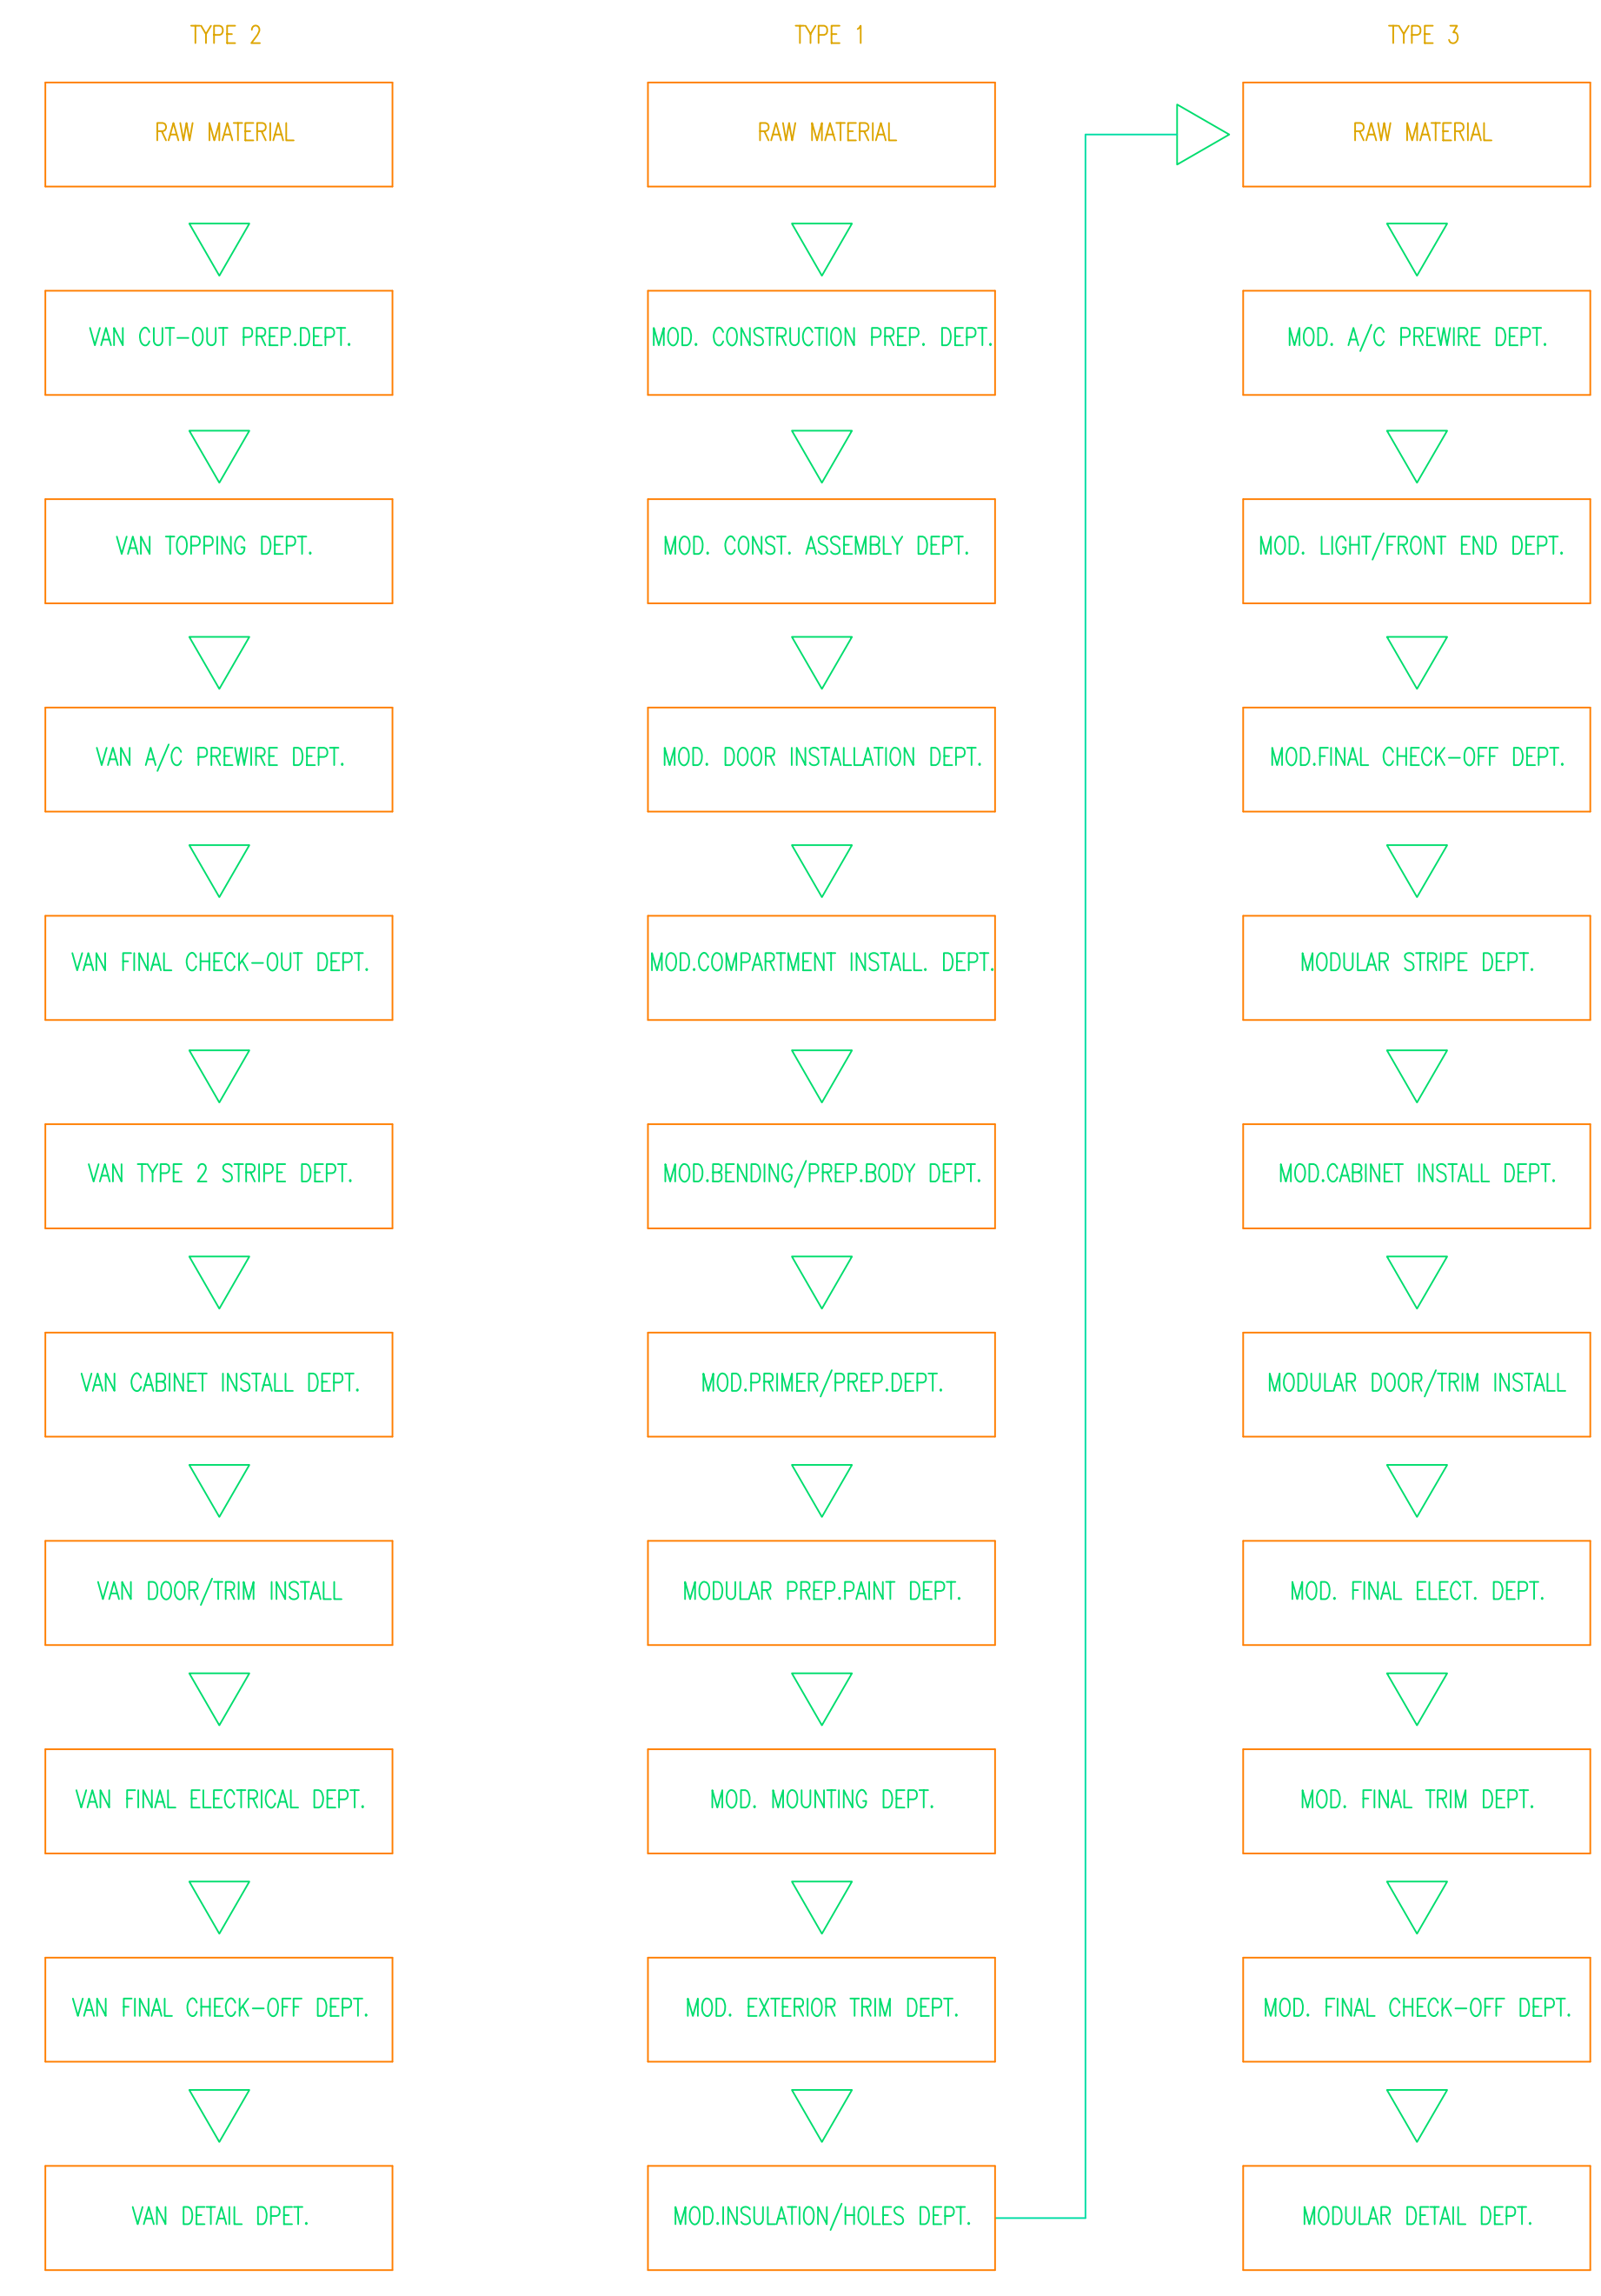 TYPE 2
RAW MATERIAL
VAN CUT-OUT PREP.DEPT.
VAN TOPPING DEPT.
VAN A/C PREWIRE DEPT.
VAN FINAL CHECK-OUT DEPT.
VAN TYPE 2 STRIPE DEPT.
VAN CABINET INSTALL DEPT.
VAN DOOR/TRIM INSTALL
VAN FINAL ELECTRICAL DEPT.
VAN FINAL CHECK-OFF DEPT.
VAN DETAIL DPET.
TYPE 1
RAW MATERIAL
MOD. CONSTRUCTION PREP. DEPT.
MOD. CONST. ASSEMBLY DEPT.
MOD. DOOR INSTALLATION DEPT.
MOD.COMPARTMENT INSTALL. DEPT.
MOD.BENDING/PREP.BODY DEPT.
MOD.PRIMER/PREP.DEPT.
MODULAR PREP.PAINT DEPT.
MOD. MOUNTING DEPT.
MOD. EXTERIOR TRIM DEPT.
MOD.INSULATION/HOLES DEPT.
TYPE 3
RAW MATERIAL
MOD. A/C PREWIRE DEPT.
MOD. LIGHT/FRONT END DEPT.
MOD.FINAL CHECK-OFF DEPT.
MODULAR STRIPE DEPT.
MOD.CABINET INSTALL DEPT.
MODULAR DOOR/TRIM INSTALL
MOD. FINAL ELECT. DEPT.
MOD. FINAL TRIM DEPT.
MOD. FINAL CHECK-OFF DEPT.
MODULAR DETAIL DEPT.